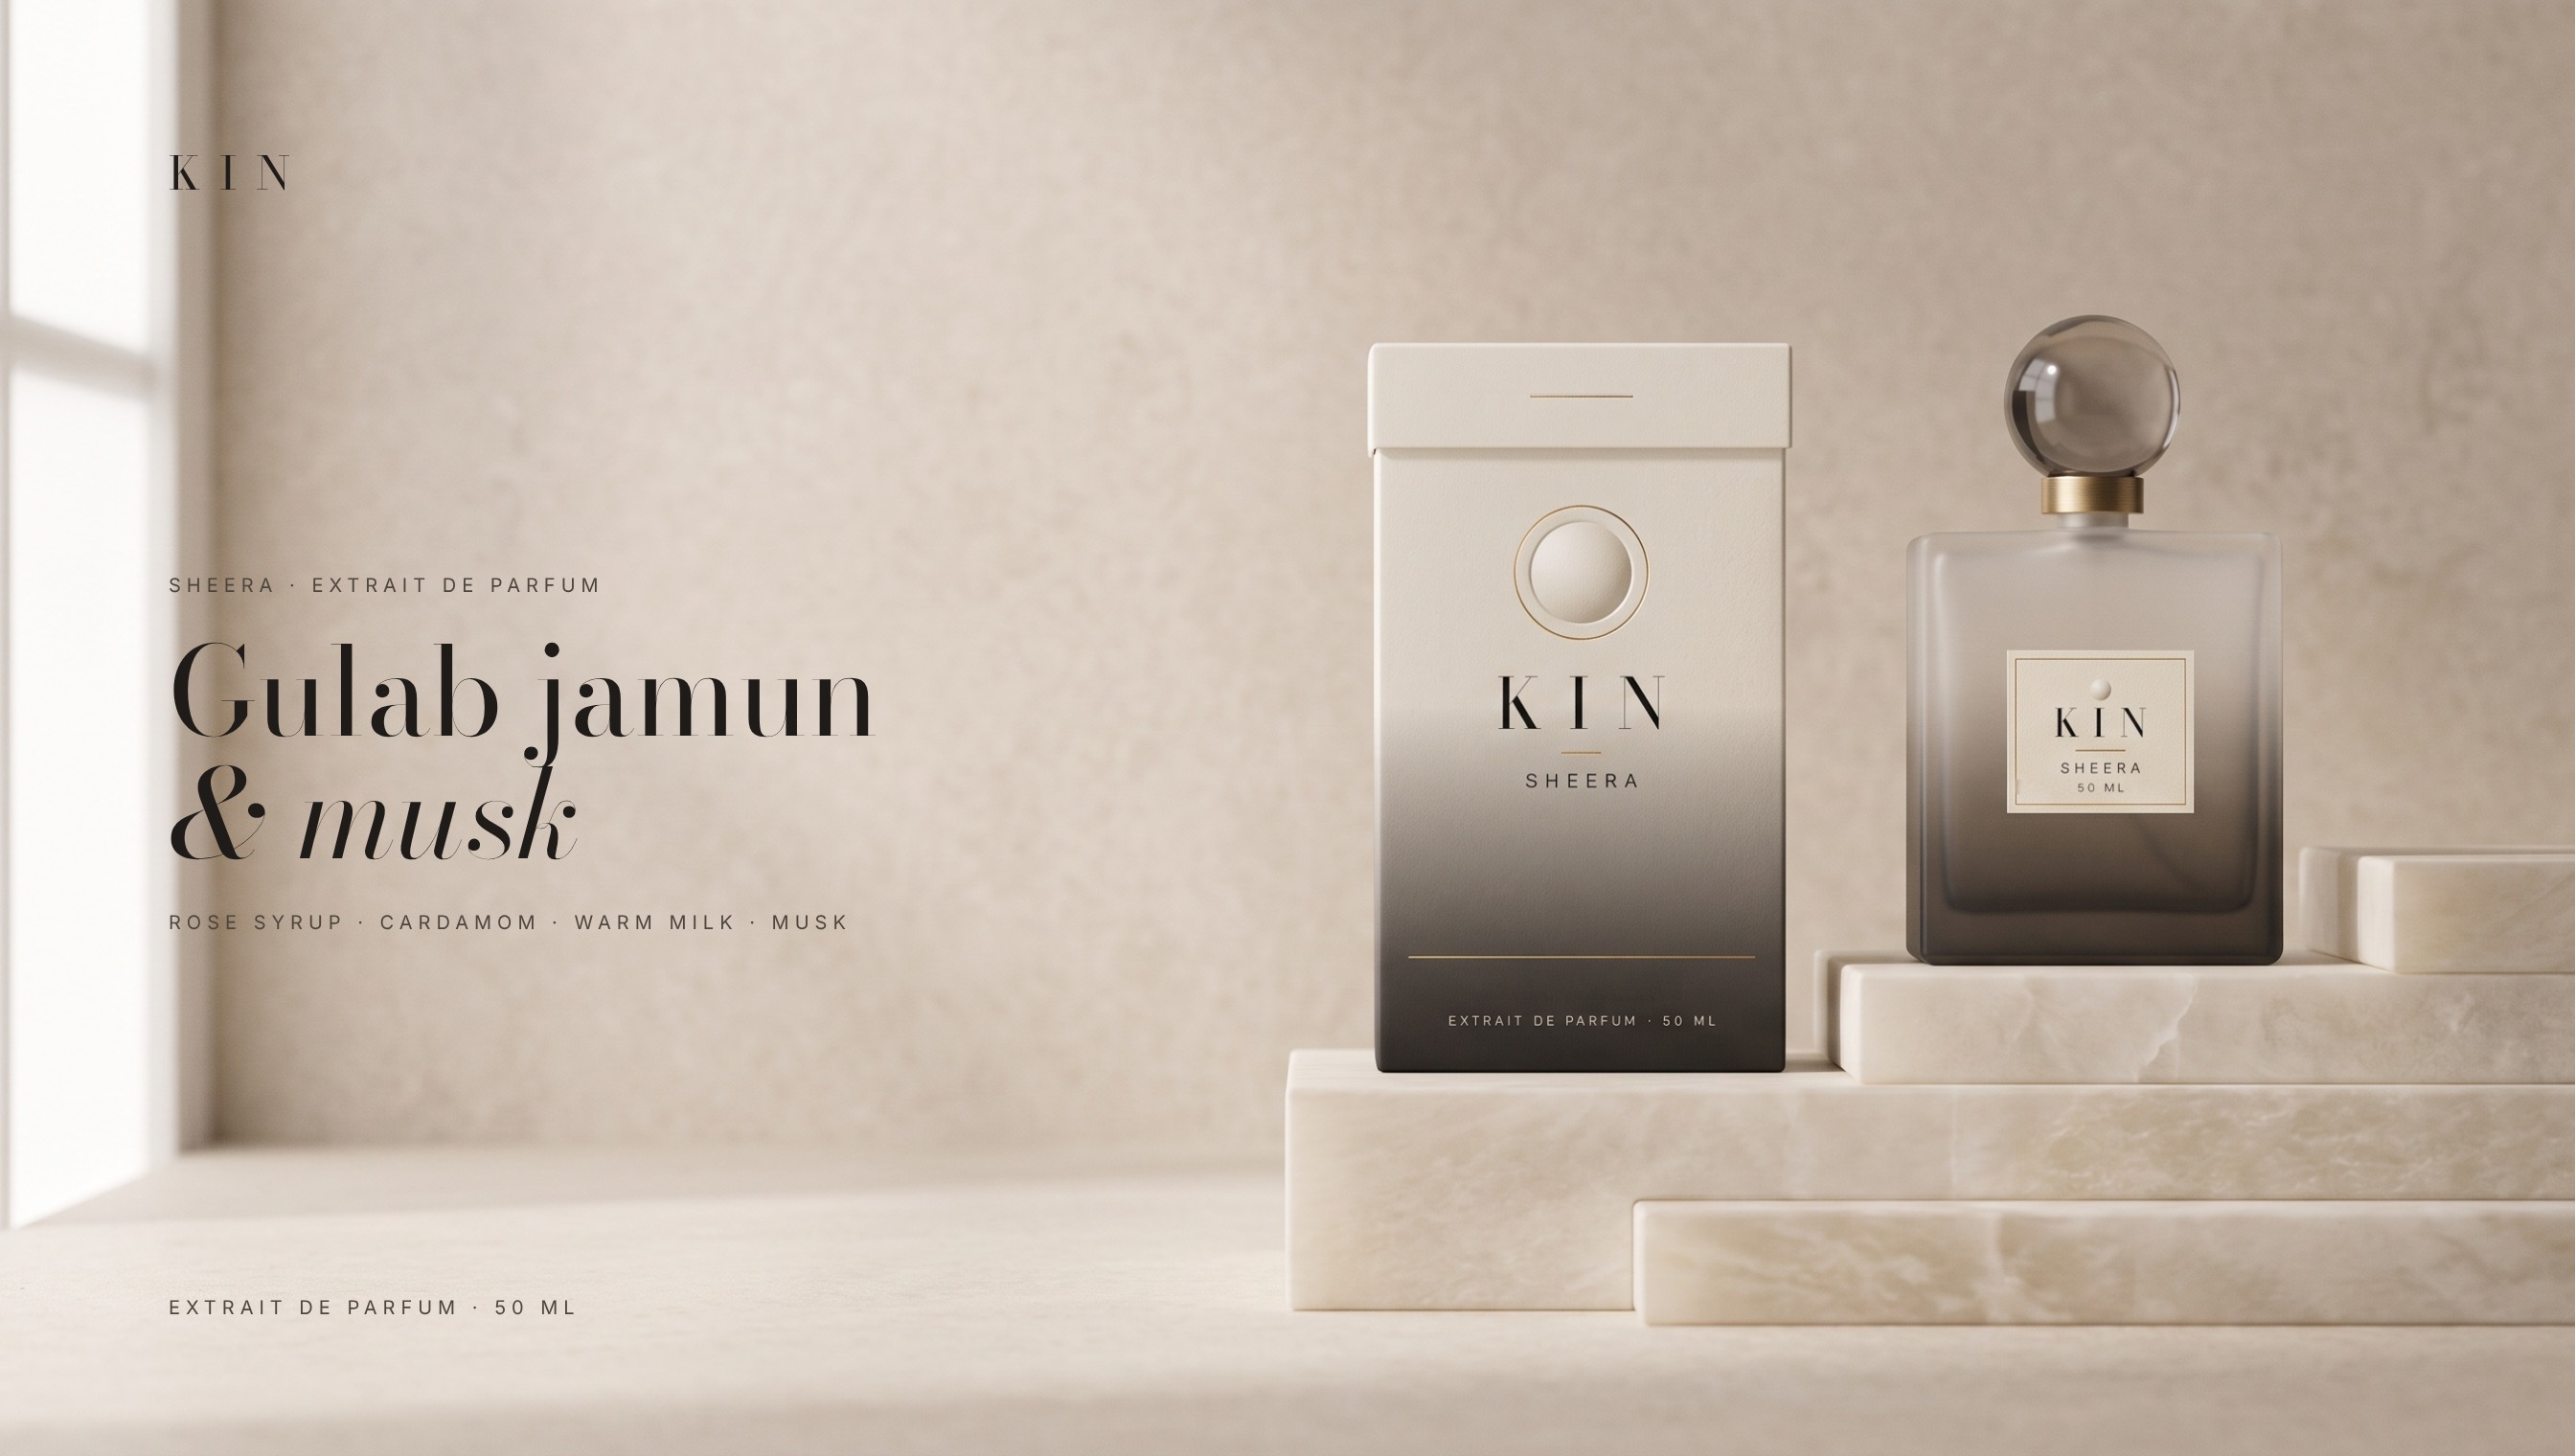 KIN
SHEERA · EXTRAIT DE PARFUM
Gulab jamun
& musk
ROSE SYRUP · CARDAMOM · WARM MILK · MUSK
EXTRAIT DE PARFUM · 50 ML
KIN
SHEERA
EXTRAIT DE PARFUM · 50 ML
KIN
SHEERA
50 ML